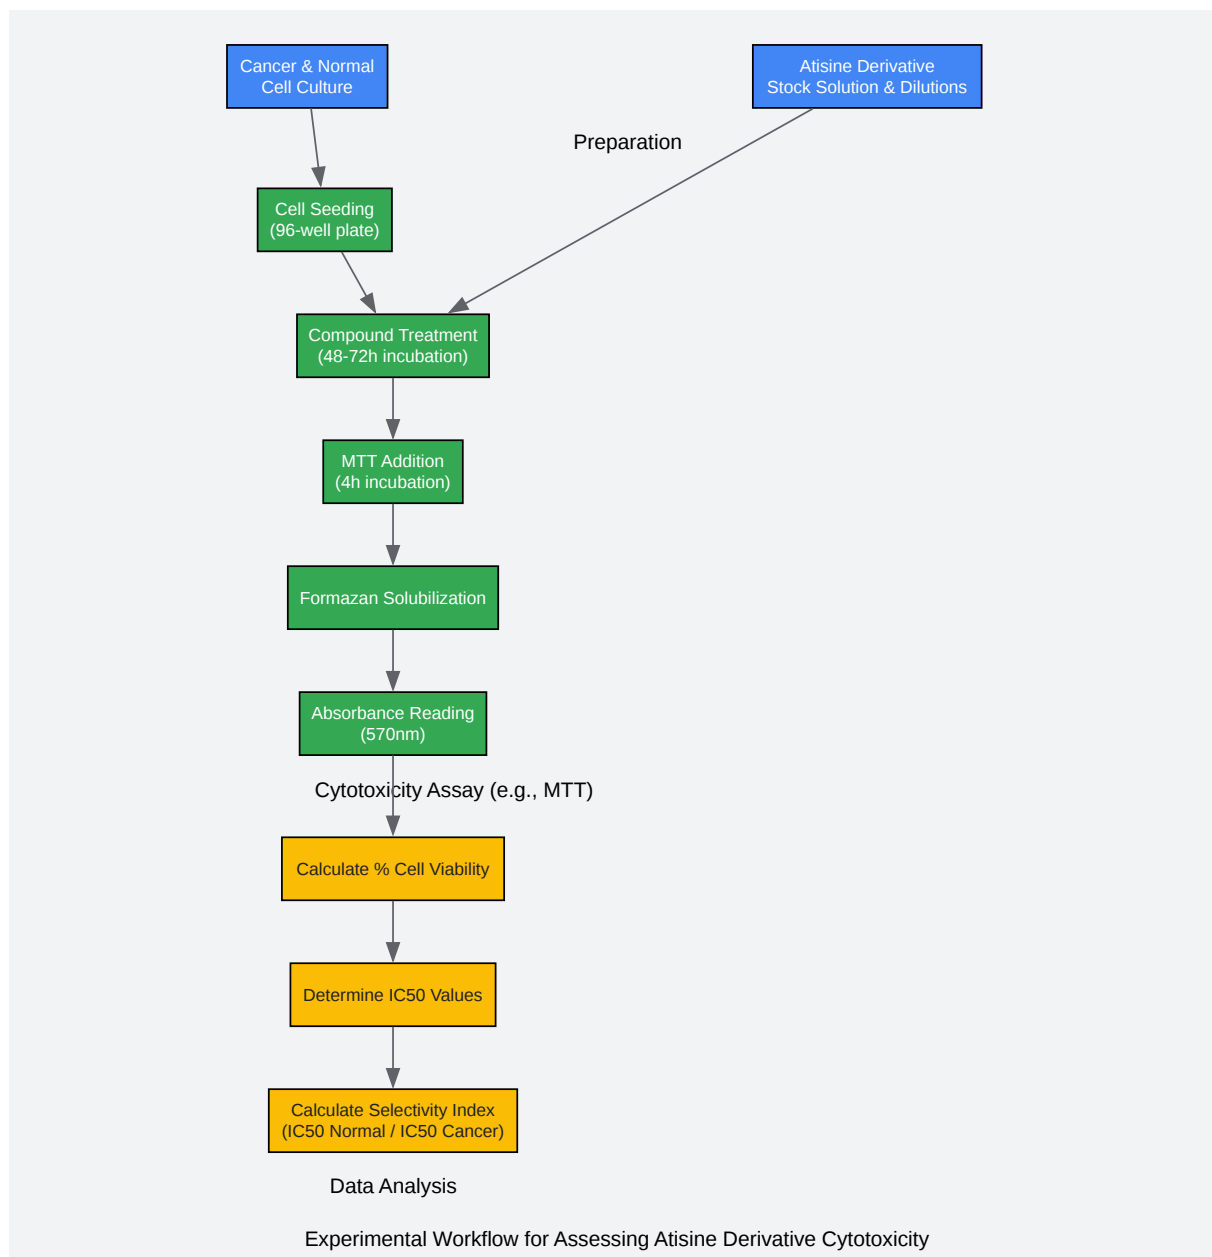 Cancer & Normal
Cell Culture
Atisine Derivative
Stock Solution & Dilutions
Preparation
Cell Seeding
(96-well plate)
Compound Treatment
(48-72h incubation)
MTT Addition
(4h incubation)
Formazan Solubilization
Absorbance Reading
(570nm)
Cytotoxicity Assay (e.g., MTT)
Calculate % Cell Viability
Determine IC50 Values
Calculate Selectivity Index
(IC50 Normal / IC50 Cancer)
Data Analysis
Experimental Workflow for Assessing Atisine Derivative Cytotoxicity